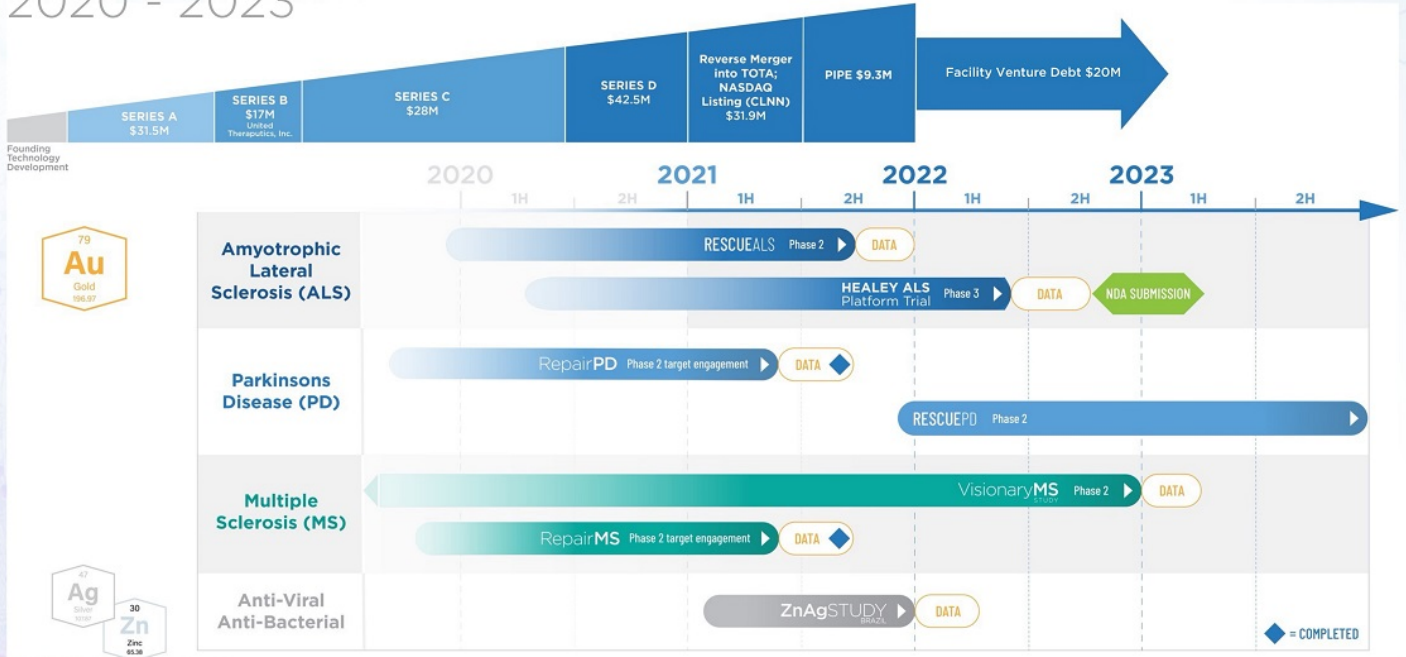 2020 - 2023
Founding
Technology
Development
SERIES A
$31.5M
SERIES B
$17M
United
Theraputics, Inc.
SERIES C
$28M
SERIES D
$42.5M
Reverse Merger
into TOTA;
NASDAQ
Listing (CLNN)
$31.9M
PIPE $9.3M
Facility Venture Debt $20M
2020
2021
2022
2023
1H
2H
1H
2H
1H
2H
1H
2H
79
Au
Gold
196.97
Amyotrophic
Lateral
Sclerosis (ALS)
RESCUEALS Phase 2
DATA
HEALEY ALS
Platform Trial
Phase 3
DATA
NDA SUBMISSION
Parkinsons
Disease (PD)
RepairPD Phase 2 target engagement
DATA
RESCUEPD Phase 2
Multiple
Sclerosis (MS)
VisionaryMS
STUDY
Phase 2
DATA
RepairMS Phase 2 target engagement
DATA
47
Ag
Silver
30
Zn
Zinc
65.38
Anti-Viral
Anti-Bacterial
ZnAgSTUDY
BRAZIL
DATA
= COMPLETED